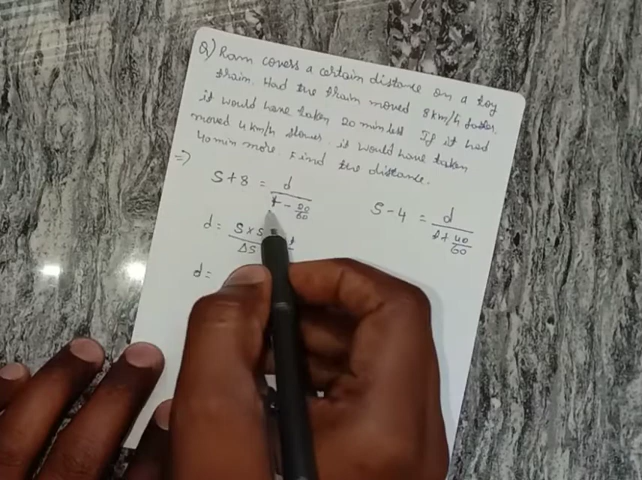 Q) Ram covers a certain distance on a toy
train. Had the train moved 8 km/h faster
it would have taken 20 min less If it had
moved 4 km/h slower, it would have taken
40 min more. Find the distance.
=>
S+8 = d / (t - 20/60)
S-4 = d / (t + 40/60)
d = S×S
ΔS t
d =